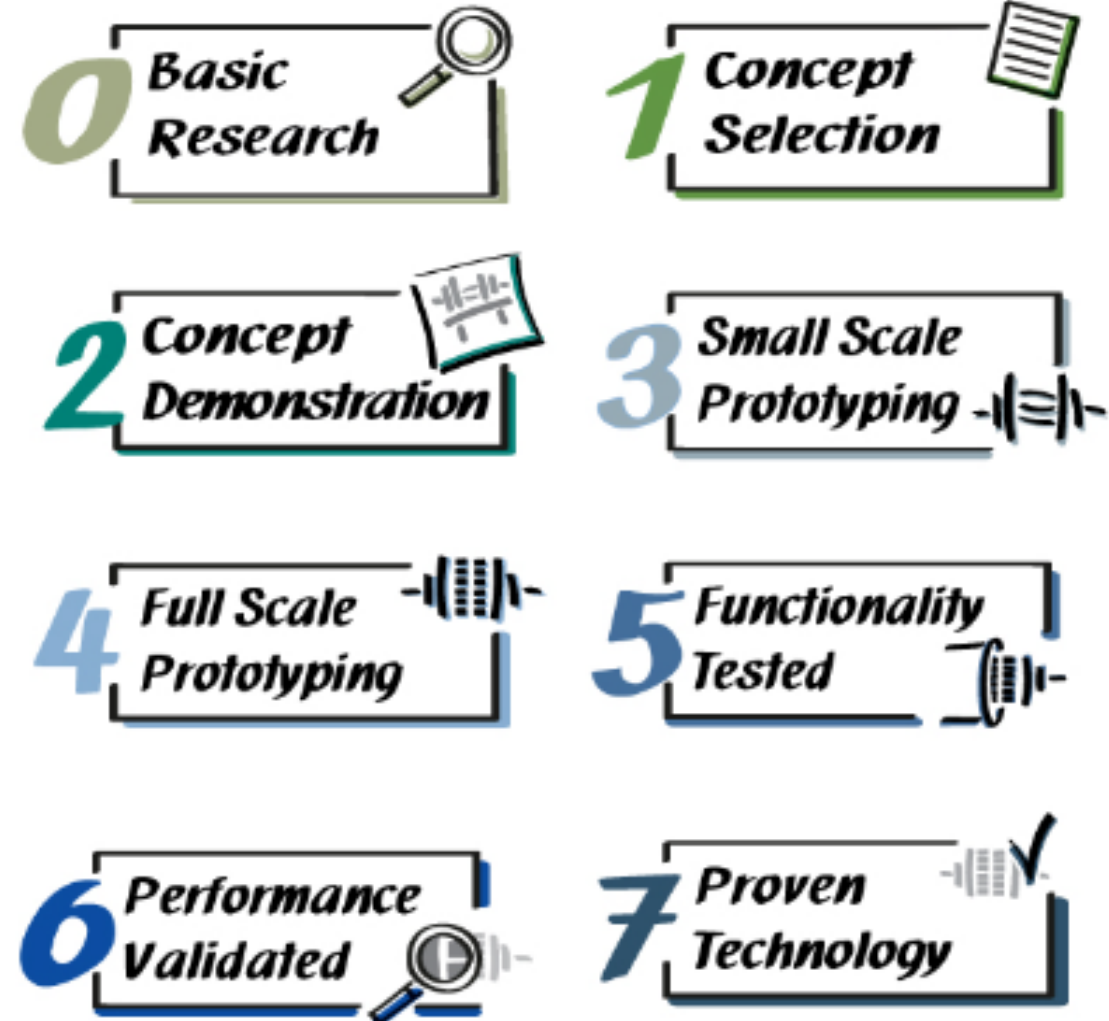 0
Basic
Research
1
Concept
Selection
2
Concept
Demonstration
3
Small Scale
Prototyping
4
Full Scale
Prototyping
5
Functionality
Tested
6
Performance
Validated
7
Proven
Technology